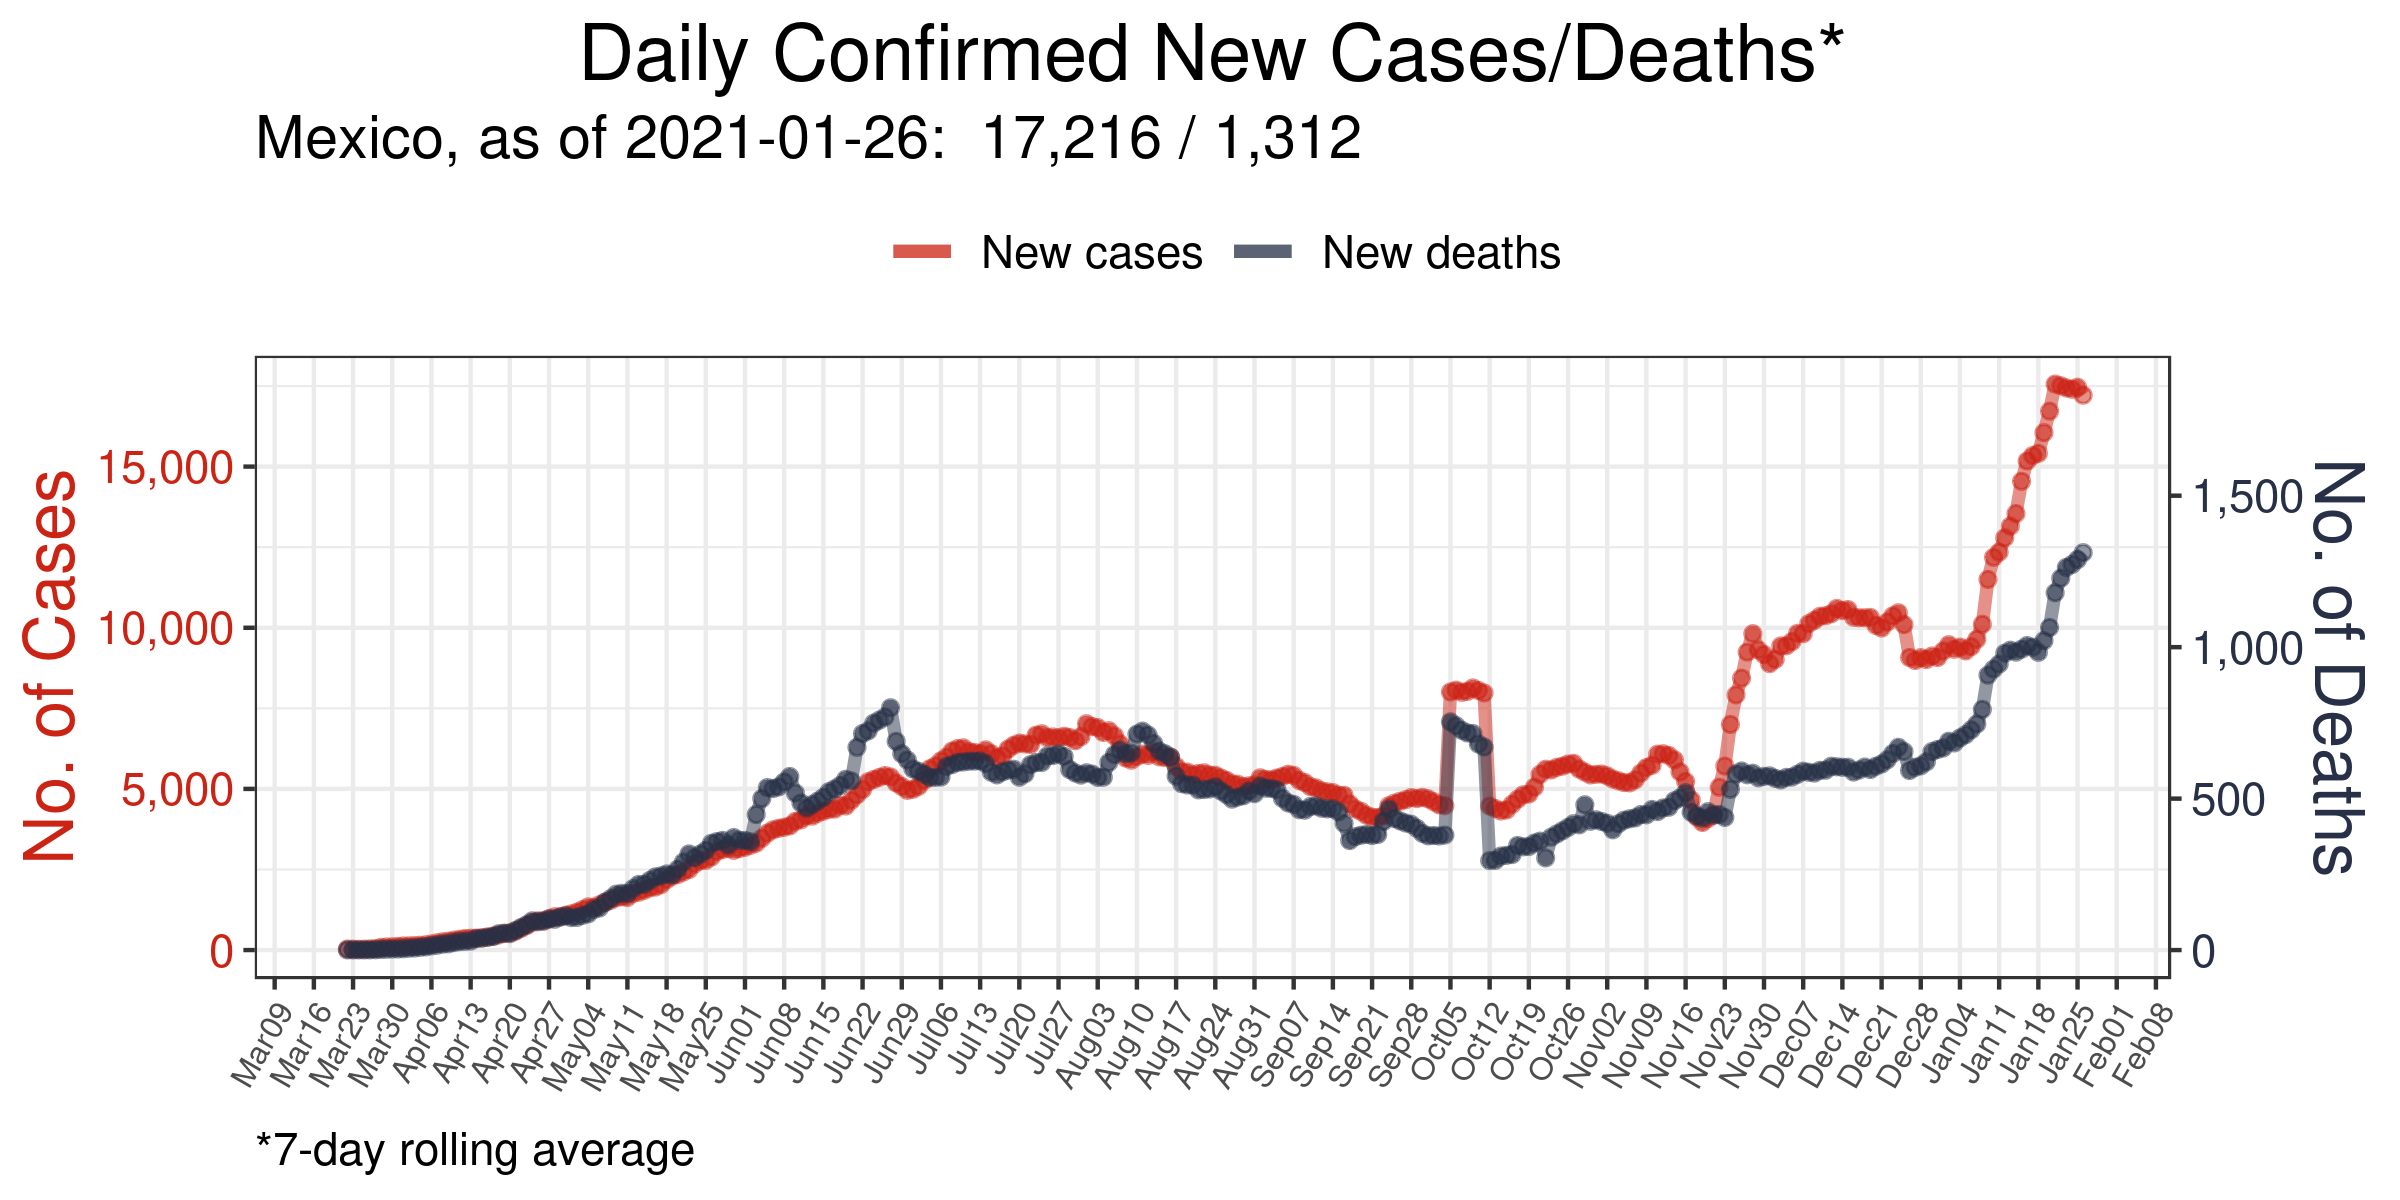 Daily Confirmed New Cases/Deaths*
Mexico, as of 2021-01-26: 17,216 / 1,312
New cases
New deaths
No. of Cases
15,000
10,000
5,000
0
1,500
1,000
500
0
No. of Deaths
Mar09
Mar16
Mar23
Mar30
Apr06
Apr13
Apr20
Apr27
May04
May11
May18
May25
Jun01
Jun08
Jun15
Jun22
Jun29
Jul06
Jul13
Jul20
Jul27
Aug03
Aug10
Aug17
Aug24
Aug31
Sep07
Sep14
Sep21
Sep28
Oct05
Oct12
Oct19
Oct26
Nov02
Nov09
Nov16
Nov23
Nov30
Dec07
Dec14
Dec21
Dec28
Jan04
Jan11
Jan18
Jan25
Feb01
Feb08
*7-day rolling average